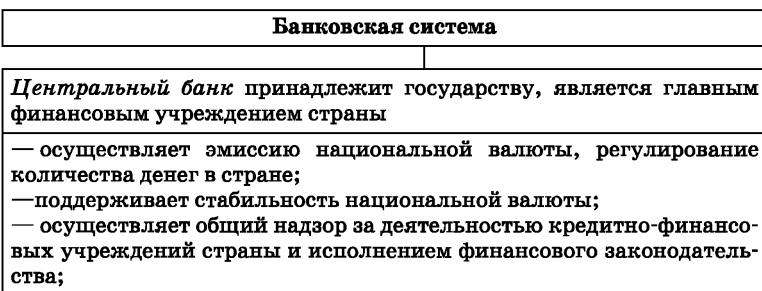 Банковская система
Центральный банк принадлежит государству, является главным
финансовым учреждением страны
— осуществляет эмиссию национальной валюты, регулирование
количества денег в стране;
—поддерживает стабильность национальной валюты;
— осуществляет общий надзор за деятельностью кредитно-финансо-
вых учреждений страны и исполнением финансового законодатель-
ства;